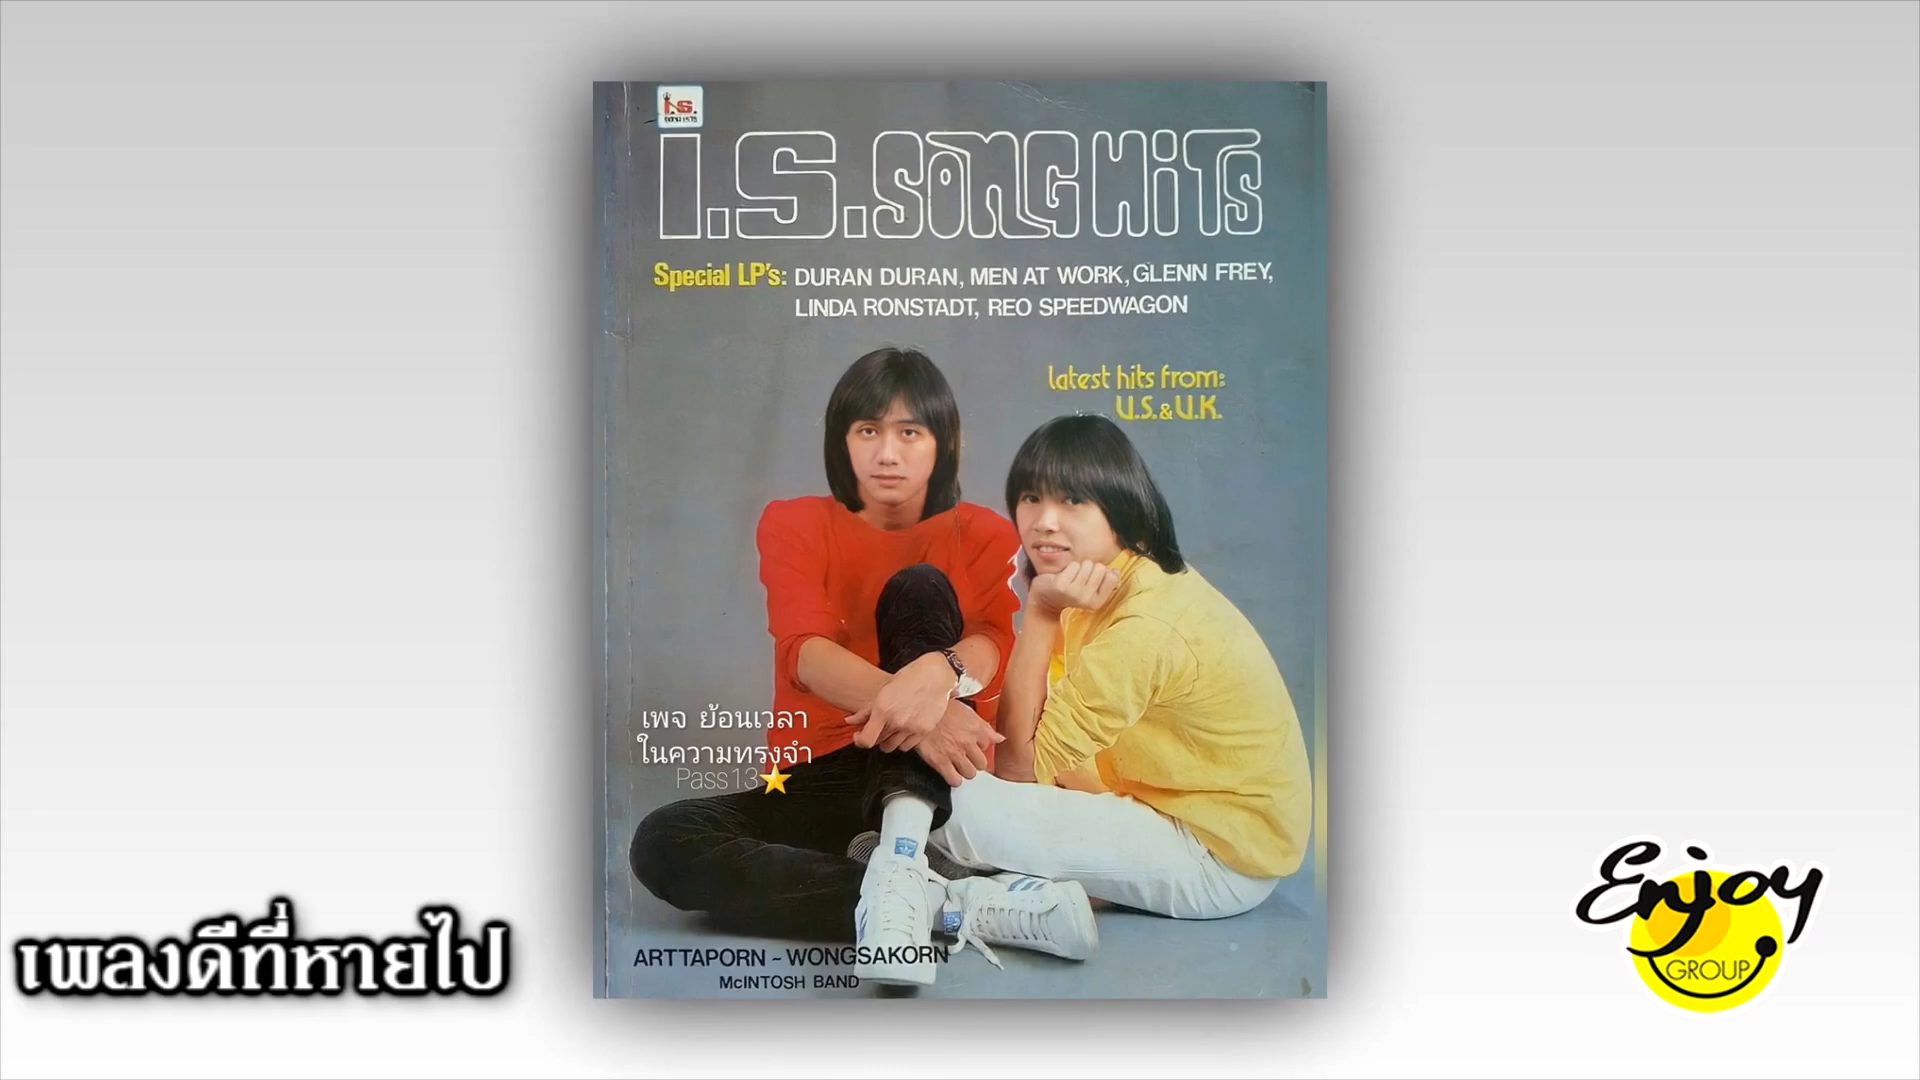 i.s.
I.S.SONG HiTS
Special LP's: DURAN DURAN, MEN AT WORK, GLENN FREY,
LINDA RONSTADT, REO SPEEDWAGON
latest hits from:
U.S.&U.K.
เพจ ย้อนเวลา
ในความทรงจำ
Pass13
ARTTAPORN ~ WONGSAKORN
McINTOSH BAND
เพลงดีที่หายไป
Enjoy
GROUP